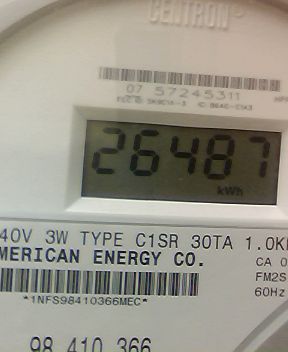 CENTRON
07 57245311
26487
kWh
40V 3W TYPE C1SR 30TA 1.0K
MERICAN ENERGY CO.
CA 0
FM2S
*1NFS98410366MEC*
60Hz
98 410 366